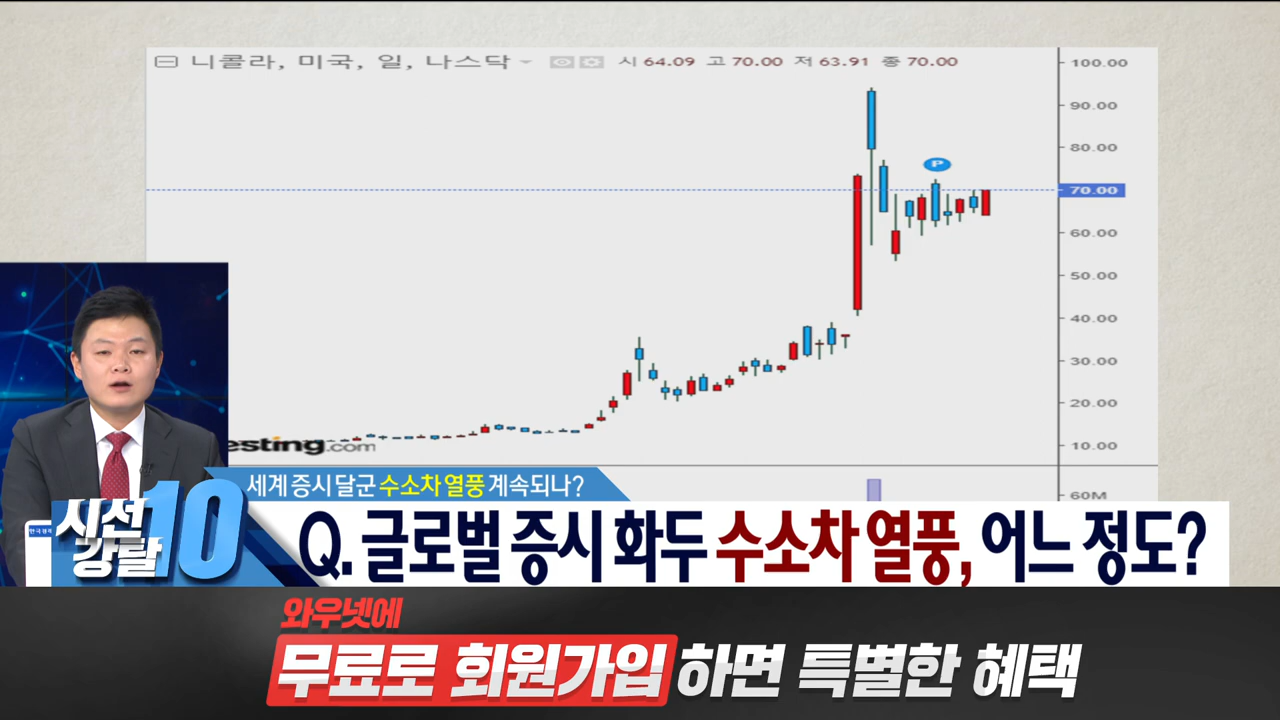 니콜라, 미국, 일, 나스닥 시 64.09 고 70.00 저 63.91 종 70.00
100.00
90.00
80.00
P
70.00
60.00
50.00
40.00
30.00
20.00
10.00
esting.com
60M
세계 증시 달군 수소차 열풍 계속되나?
시선강탈10
Q. 글로벌 증시 화두 수소차 열풍, 어느 정도?
와우넷에
무료로 회원가입 하면 특별한 혜택